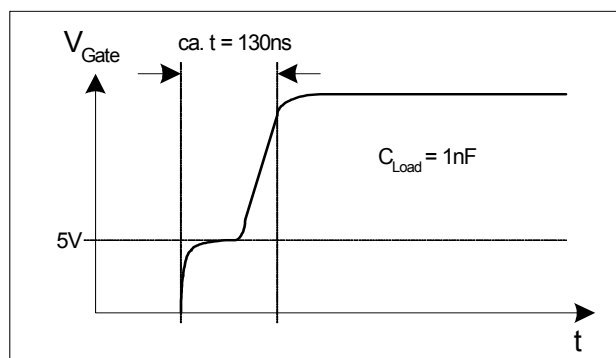 ca. t = 130ns
V_Gate
C_Load = 1nF
5V
t